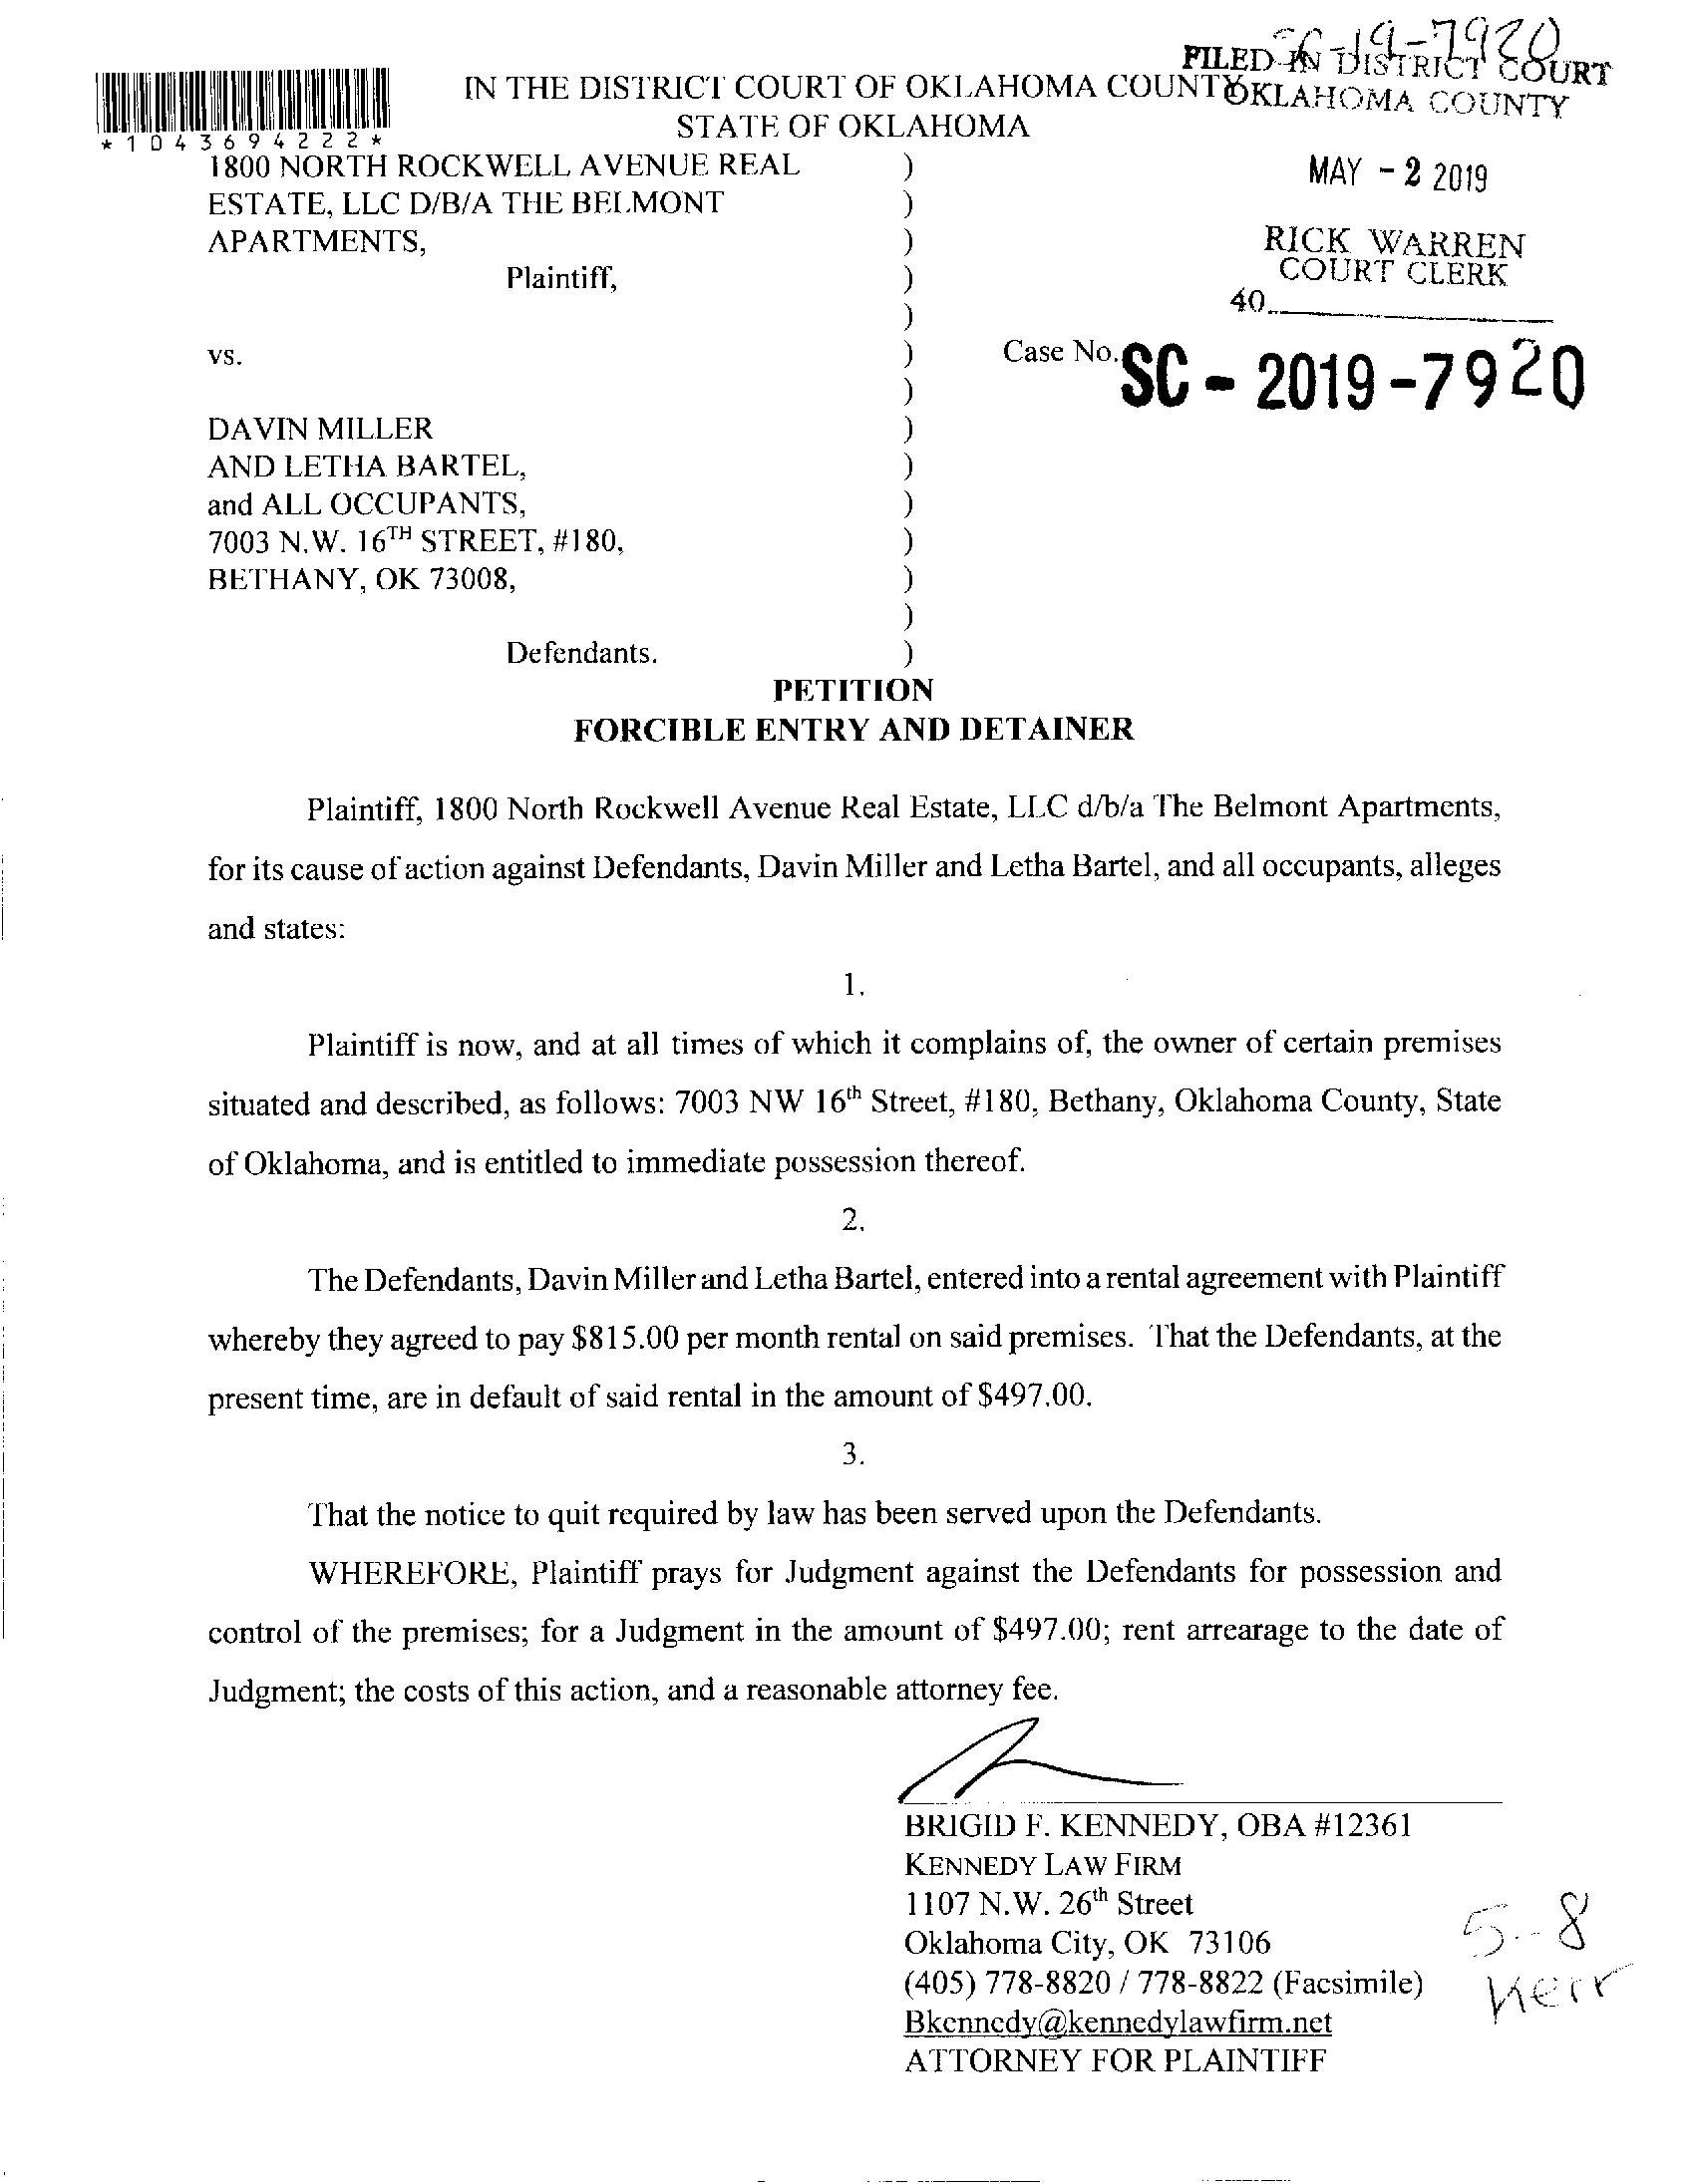 SC-19-7920
FILED IN DISTRICT COURT
OKLAHOMA COUNTY
IN THE DISTRICT COURT OF OKLAHOMA COUNTY
STATE OF OKLAHOMA
*1043694222*
MAY - 2 2019
RICK WARREN
COURT CLERK
40
1800 NORTH ROCKWELL AVENUE REAL )
ESTATE, LLC D/B/A THE BELMONT )
APARTMENTS, )
Plaintiff, )
)
vs. ) Case No. SC - 2019 - 7920
)
DAVIN MILLER )
AND LETHA BARTEL, )
and ALL OCCUPANTS, )
7003 N.W. 16TH STREET, #180, )
BETHANY, OK 73008, )
)
Defendants. )
PETITION
FORCIBLE ENTRY AND DETAINER
Plaintiff, 1800 North Rockwell Avenue Real Estate, LLC d/b/a The Belmont Apartments,
for its cause of action against Defendants, Davin Miller and Letha Bartel, and all occupants, alleges
and states:
1.
Plaintiff is now, and at all times of which it complains of, the owner of certain premises
situated and described, as follows: 7003 NW 16th Street, #180, Bethany, Oklahoma County, State
of Oklahoma, and is entitled to immediate possession thereof.
2.
The Defendants, Davin Miller and Letha Bartel, entered into a rental agreement with Plaintiff
whereby they agreed to pay $815.00 per month rental on said premises. That the Defendants, at the
present time, are in default of said rental in the amount of $497.00.
3.
That the notice to quit required by law has been served upon the Defendants.
WHEREFORE, Plaintiff prays for Judgment against the Defendants for possession and
control of the premises; for a Judgment in the amount of $497.00; rent arrearage to the date of
Judgment; the costs of this action, and a reasonable attorney fee.
BRIGID F. KENNEDY, OBA #12361
KENNEDY LAW FIRM
1107 N.W. 26th Street
Oklahoma City, OK 73106
(405) 778-8820 / 778-8822 (Facsimile)
Bkennedy@kennedylawfirm.net
ATTORNEY FOR PLAINTIFF
5-8
Kerr